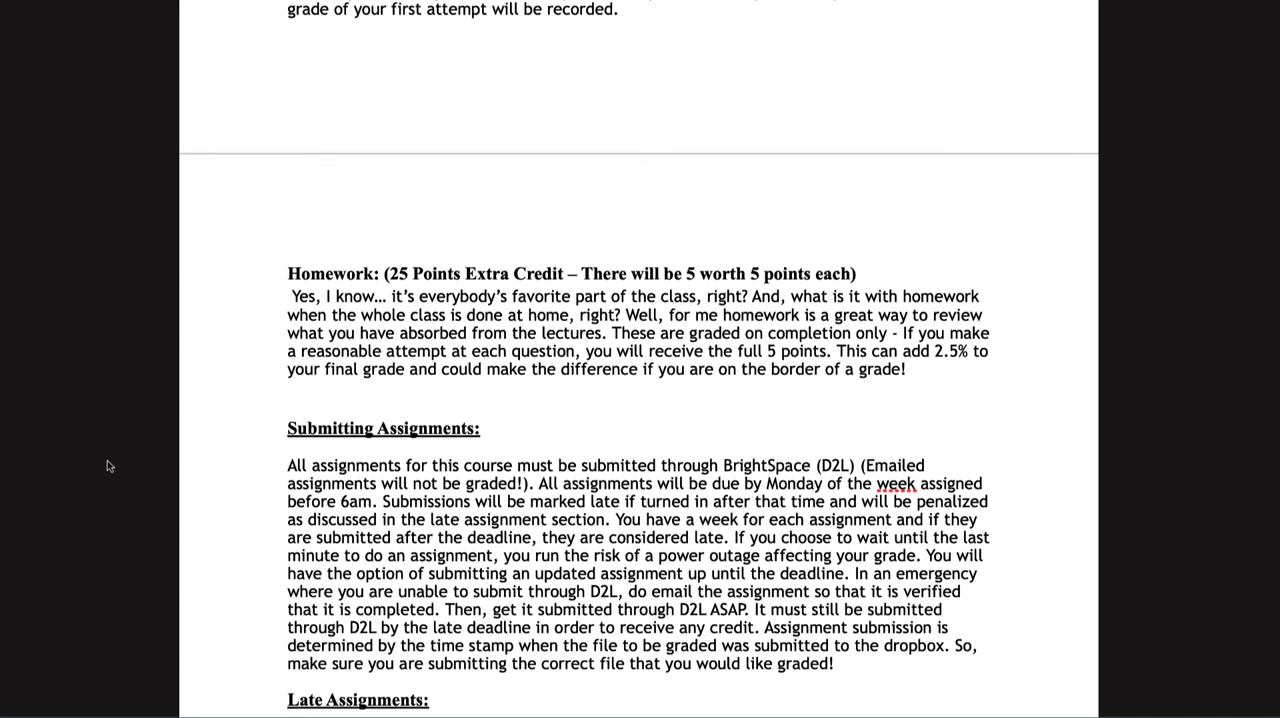 grade of your first attempt will be recorded.
Homework: (25 Points Extra Credit – There will be 5 worth 5 points each)
Yes, I know… it’s everybody’s favorite part of the class, right? And, what is it with homework
when the whole class is done at home, right? Well, for me homework is a great way to review
what you have absorbed from the lectures. These are graded on completion only - If you make
a reasonable attempt at each question, you will receive the full 5 points. This can add 2.5% to
your final grade and could make the difference if you are on the border of a grade!
Submitting Assignments:
All assignments for this course must be submitted through BrightSpace (D2L) (Emailed
assignments will not be graded!). All assignments will be due by Monday of the week assigned
before 6am. Submissions will be marked late if turned in after that time and will be penalized
as discussed in the late assignment section. You have a week for each assignment and if they
are submitted after the deadline, they are considered late. If you choose to wait until the last
minute to do an assignment, you run the risk of a power outage affecting your grade. You will
have the option of submitting an updated assignment up until the deadline. In an emergency
where you are unable to submit through D2L, do email the assignment so that it is verified
that it is completed. Then, get it submitted through D2L ASAP. It must still be submitted
through D2L by the late deadline in order to receive any credit. Assignment submission is
determined by the time stamp when the file to be graded was submitted to the dropbox. So,
make sure you are submitting the correct file that you would like graded!
Late Assignments: